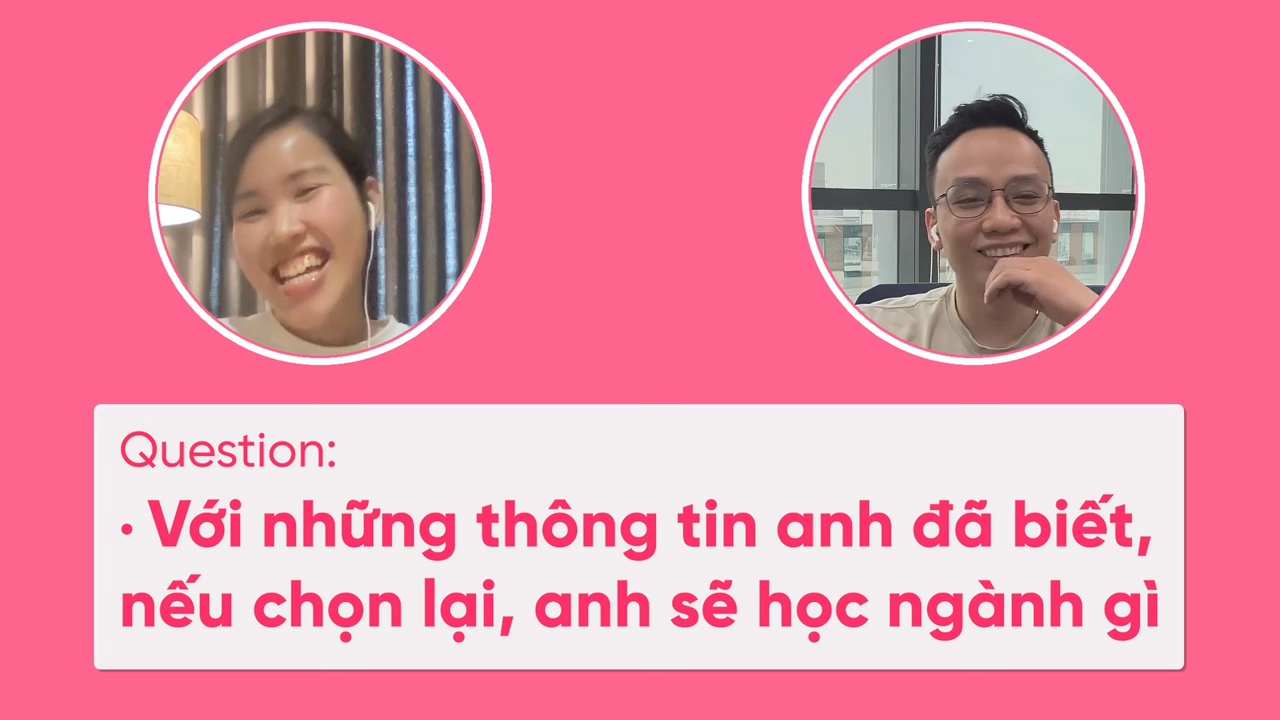 Question:
· Với những thông tin anh đã biết,
nếu chọn lại, anh sẽ học ngành gì